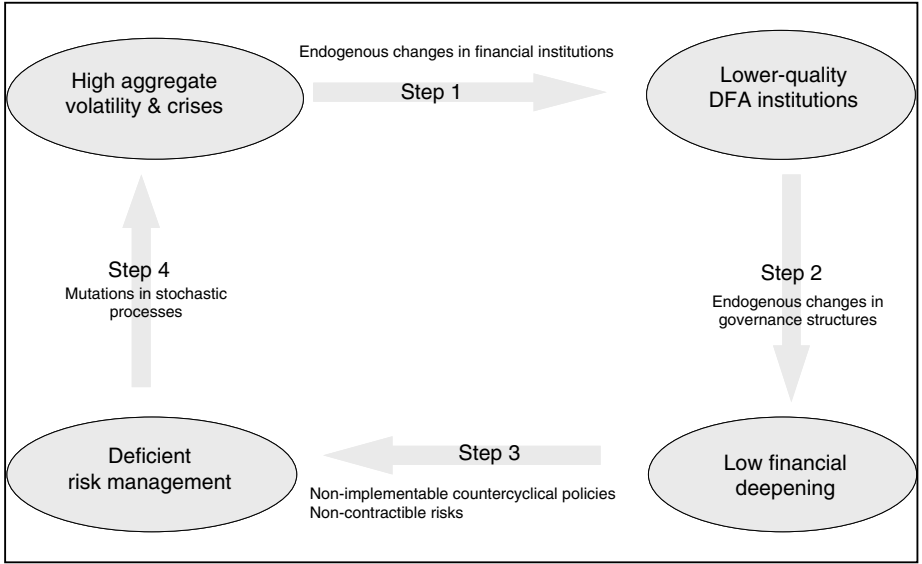 Endogenous changes in financial institutions
High aggregate
volatility & crises
Step 1
Lower-quality
DFA institutions
Step 2
Endogenous changes in
governance structures
Low financial
deepening
Step 3
Non-implementable countercyclical policies
Non-contractible risks
Deficient
risk management
Step 4
Mutations in stochastic
processes